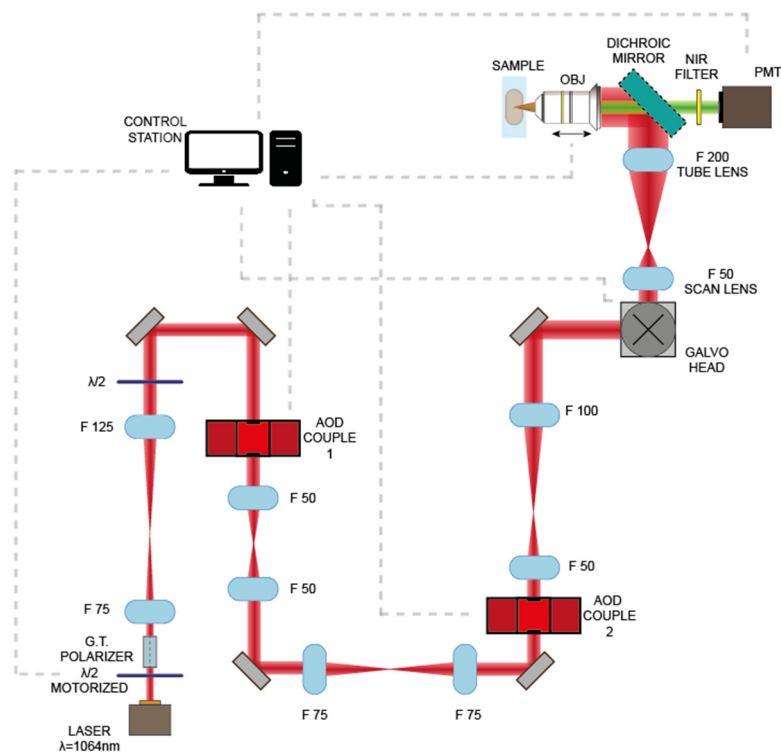 SAMPLE
OBJ
DICHROIC
MIRROR
NIR
FILTER
PMT
CONTROL
STATION
F 200
TUBE LENS
F 50
SCAN LENS
GALVO
HEAD
λ/2
F 125
AOD
COUPLE
1
F 100
F 50
F 50
F 50
F 75
G.T.
POLARIZER
λ/2
MOTORIZED
AOD
COUPLE
2
F 75
F 75
LASER
λ=1064nm